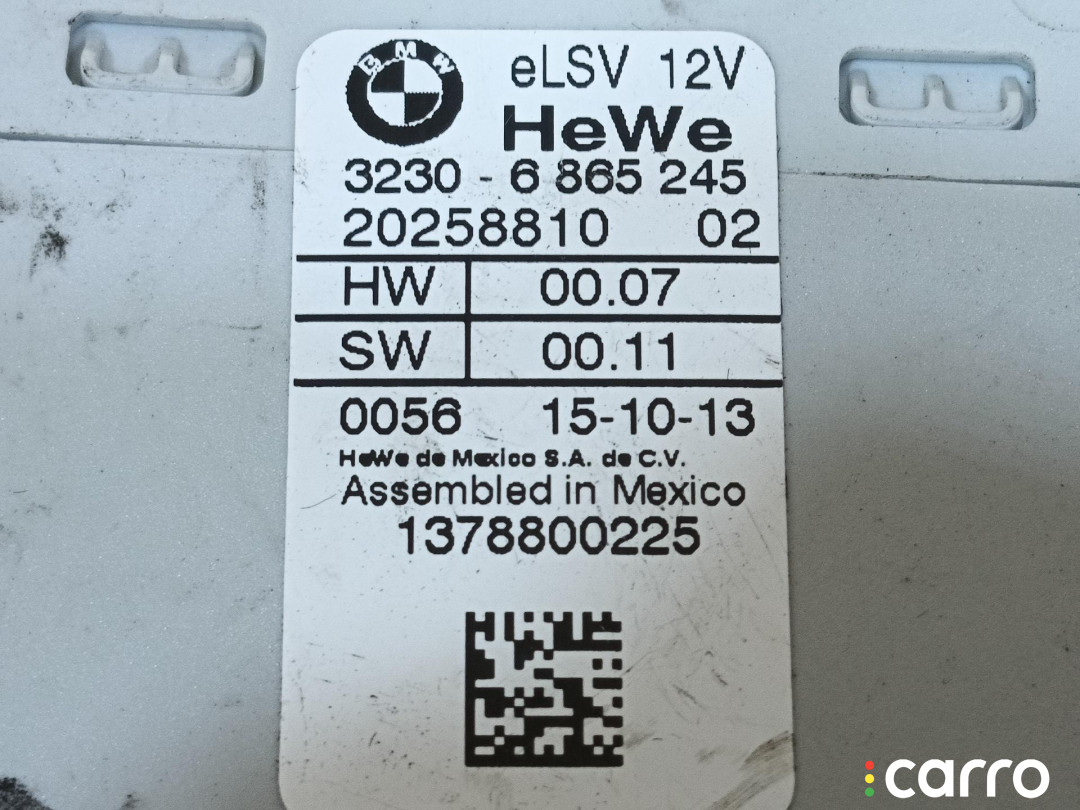 BMW
eLSV 12V
HeWe
3230 - 6 865 245
20258810 02
HW 00.07
SW 00.11
0056 15-10-13
HeWe de Mexico S.A. de C.V.
Assembled in Mexico
1378800225
carro